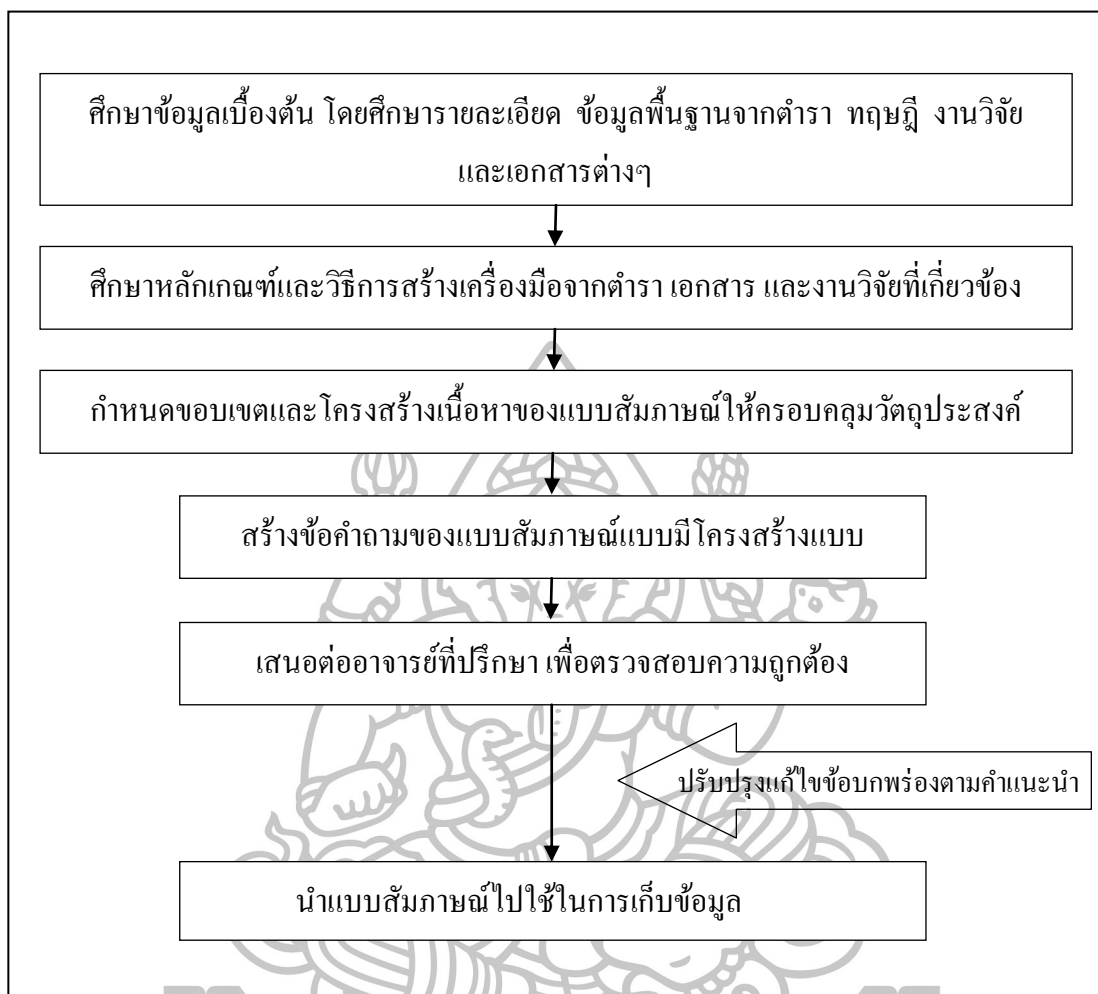 ศึกษาข้อมูลเบื้องต้น โดยศึกษารายละเอียด ข้อมูลพื้นฐานจากตำรา ทฤษฎี งานวิจัย
และเอกสารต่างๆ
ศึกษาหลักเกณฑ์และวิธีการสร้างเครื่องมือจากตำรา เอกสาร และงานวิจัยที่เกี่ยวข้อง
กำหนดขอบเขตและโครงสร้างเนื้อหาของแบบสัมภาษณ์ให้ครอบคลุมวัตถุประสงค์
สร้างข้อคำถามของแบบสัมภาษณ์แบบมีโครงสร้างแบบ
เสนอต่ออาจารย์ที่ปรึกษา เพื่อตรวจสอบความถูกต้อง
ปรับปรุงแก้ไขข้อบกพร่องตามคำแนะนำ
นำแบบสัมภาษณ์ไปใช้ในการเก็บข้อมูล